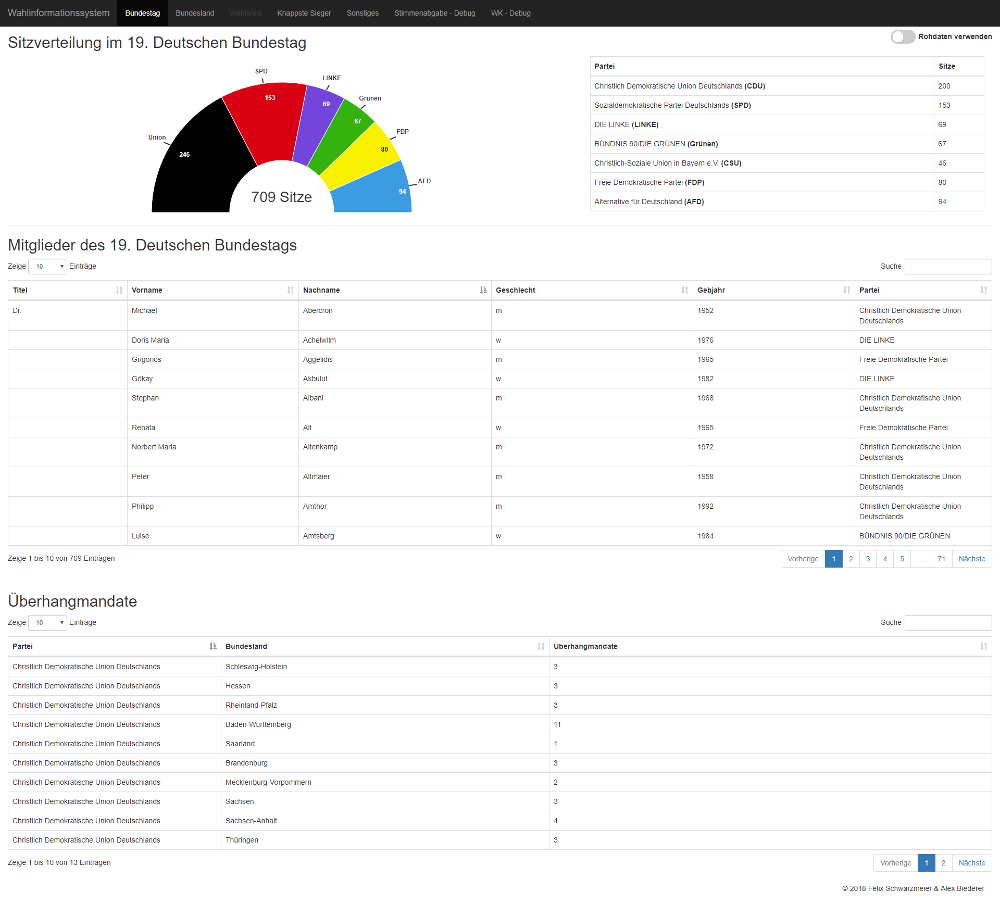 Wahlinformationssystem Bundestag Bundesland Wahlkreis Knappste Sieger Sonstiges Stimmenabgabe - Debug WK - Debug
Sitzverteilung im 19. Deutschen Bundestag
Rohdaten verwenden
SPD
LINKE
Grünen
FDP
AFD
Union
153
69
67
80
94
246
709 Sitze
Partei Sitze
Christlich Demokratische Union Deutschlands (CDU) 200
Sozialdemokratische Partei Deutschlands (SPD) 153
DIE LINKE (LINKE) 69
BÜNDNIS 90/DIE GRÜNEN (Grünen) 67
Christlich-Soziale Union in Bayern e.V. (CSU) 46
Freie Demokratische Partei (FDP) 80
Alternative für Deutschland (AFD) 94
Mitglieder des 19. Deutschen Bundestags
Zeige 10 Einträge Suche
Titel Vorname Nachname Geschlecht Gebjahr Partei
Dr. Michael Abercron m 1952 Christlich Demokratische Union
Deutschlands
Doris Maria Achelwilm w 1976 DIE LINKE
Grigorios Aggelidis m 1965 Freie Demokratische Partei
Gökay Akbulut w 1982 DIE LINKE
Stephan Albani m 1968 Christlich Demokratische Union
Deutschlands
Renata Alt w 1965 Freie Demokratische Partei
Norbert Maria Altenkamp m 1972 Christlich Demokratische Union
Deutschlands
Peter Altmaier m 1958 Christlich Demokratische Union
Deutschlands
Philipp Amthor m 1992 Christlich Demokratische Union
Deutschlands
Luise Amtsberg w 1984 BÜNDNIS 90/DIE GRÜNEN
Zeige 1 bis 10 von 709 Einträgen Vorherige 1 2 3 4 5 … 71 Nächste
Überhangmandate
Zeige 10 Einträge Suche
Partei Bundesland Überhangmandate
Christlich Demokratische Union Deutschlands Schleswig-Holstein 3
Christlich Demokratische Union Deutschlands Hessen 3
Christlich Demokratische Union Deutschlands Rheinland-Pfalz 3
Christlich Demokratische Union Deutschlands Baden-Württemberg 11
Christlich Demokratische Union Deutschlands Saarland 1
Christlich Demokratische Union Deutschlands Brandenburg 3
Christlich Demokratische Union Deutschlands Mecklenburg-Vorpommern 2
Christlich Demokratische Union Deutschlands Sachsen 3
Christlich Demokratische Union Deutschlands Sachsen-Anhalt 4
Christlich Demokratische Union Deutschlands Thüringen 3
Zeige 1 bis 10 von 13 Einträgen Vorherige 1 2 Nächste
© 2018 Felix Schwarzmeier & Alex Biederer